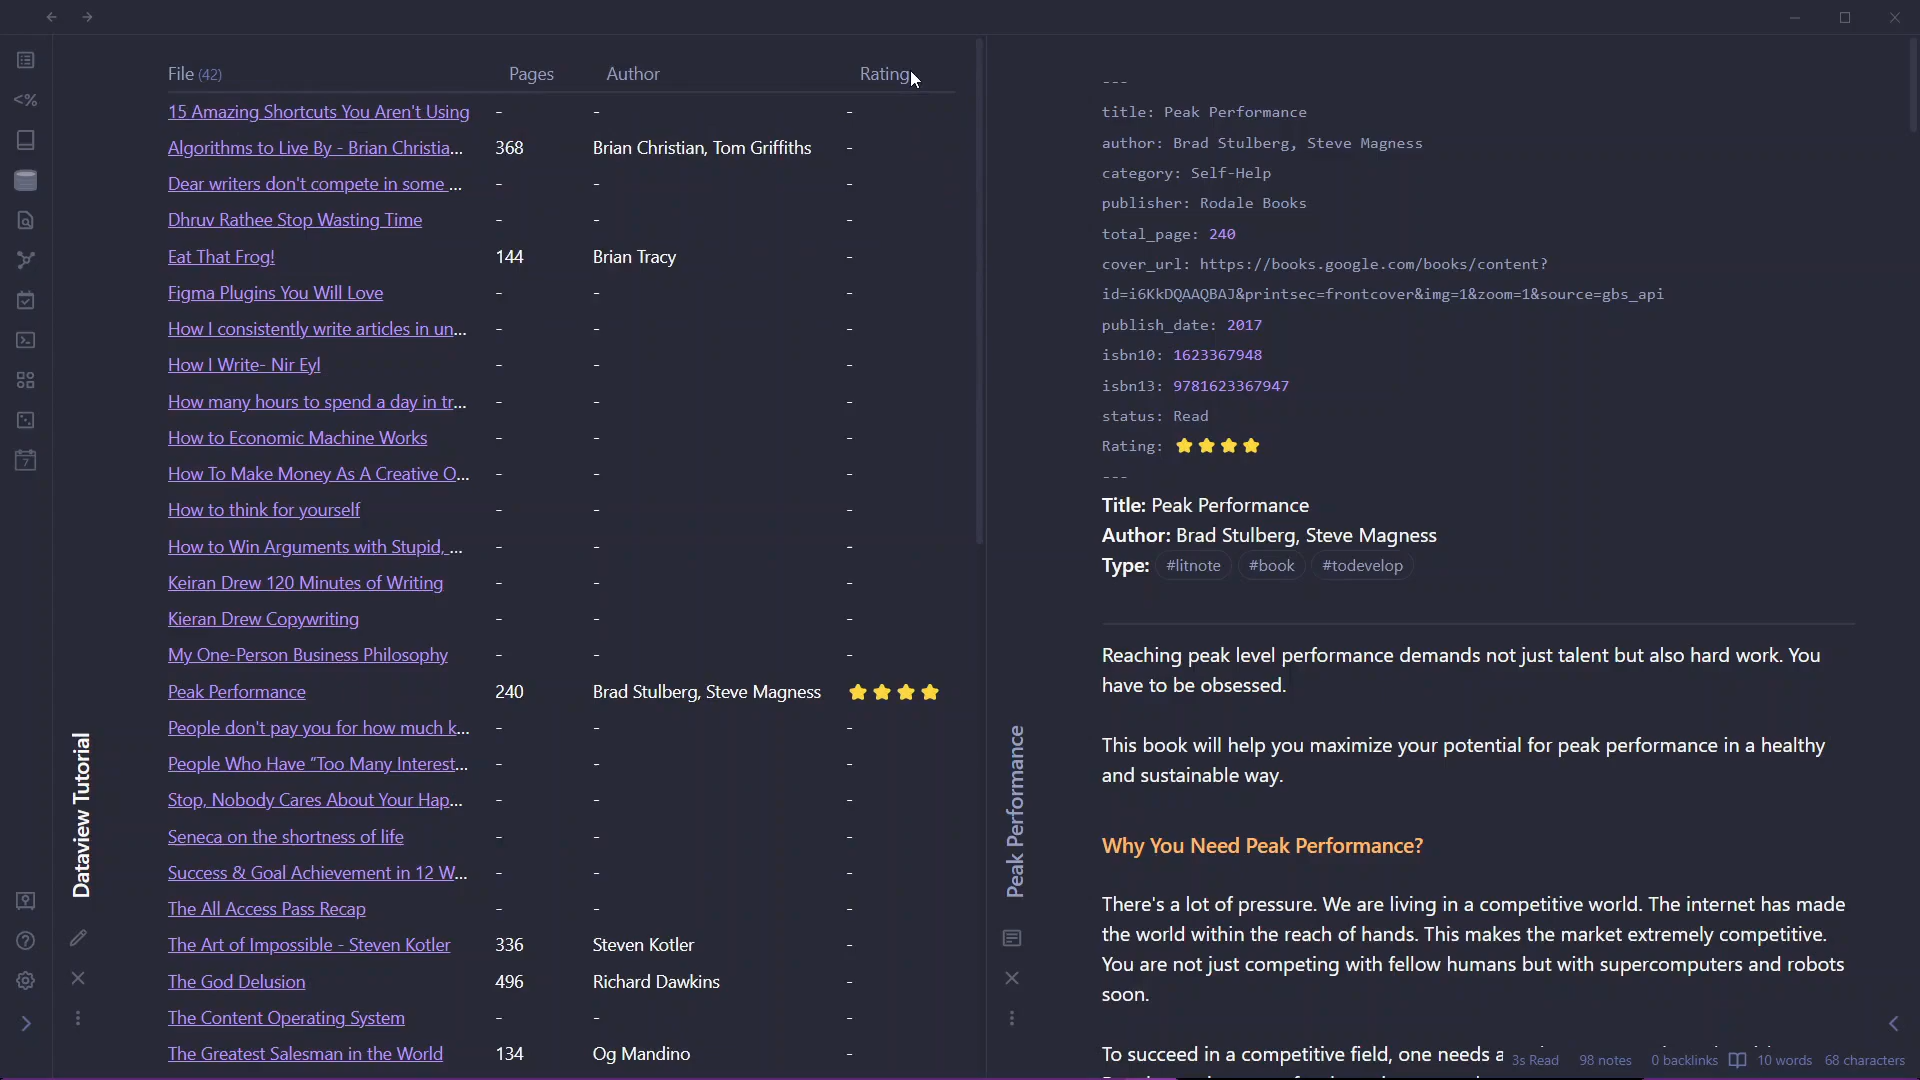 File (42) Pages Author Rating
15 Amazing Shortcuts You Aren't Using - - -
Algorithms to Live By - Brian Christia... 368 Brian Christian, Tom Griffiths -
Dear writers don't compete in some ... - - -
Dhruv Rathee Stop Wasting Time - - -
Eat That Frog! 144 Brian Tracy -
Figma Plugins You Will Love - - -
How I consistently write articles in un... - - -
How I Write- Nir Eyl - - -
How many hours to spend a day in tr... - - -
How to Economic Machine Works - - -
How To Make Money As A Creative O... - - -
How to think for yourself - - -
How to Win Arguments with Stupid, ... - - -
Keiran Drew 120 Minutes of Writing - - -
Kieran Drew Copywriting - - -
My One-Person Business Philosophy - - -
Peak Performance 240 Brad Stulberg, Steve Magness ⭐⭐⭐⭐
People don't pay you for how much k... - - -
People Who Have “Too Many Interest... - - -
Stop, Nobody Cares About Your Hap... - - -
Seneca on the shortness of life - - -
Success & Goal Achievement in 12 W... - - -
The All Access Pass Recap - - -
The Art of Impossible - Steven Kotler 336 Steven Kotler -
The God Delusion 496 Richard Dawkins -
The Content Operating System - - -
The Greatest Salesman in the World 134 Og Mandino -
Dataview Tutorial
<%
7
Peak Performance
---
title: Peak Performance
author: Brad Stulberg, Steve Magness
category: Self-Help
publisher: Rodale Books
total_page: 240
cover_url: https://books.google.com/books/content?
id=i6KkDQAAQBAJ&printsec=frontcover&img=1&zoom=1&source=gbs_api
publish_date: 2017
isbn10: 1623367948
isbn13: 9781623367947
status: Read
Rating: ⭐⭐⭐⭐
---
Title: Peak Performance
Author: Brad Stulberg, Steve Magness
Type: #litnote #book #todevelop
Reaching peak level performance demands not just talent but also hard work. You
have to be obsessed.
This book will help you maximize your potential for peak performance in a healthy
and sustainable way.
Why You Need Peak Performance?
There's a lot of pressure. We are living in a competitive world. The internet has made
the world within the reach of hands. This makes the market extremely competitive.
You are not just competing with fellow humans but with supercomputers and robots
soon.
To succeed in a competitive field, one needs a
3s Read 98 notes 0 backlinks 10 words 68 characters